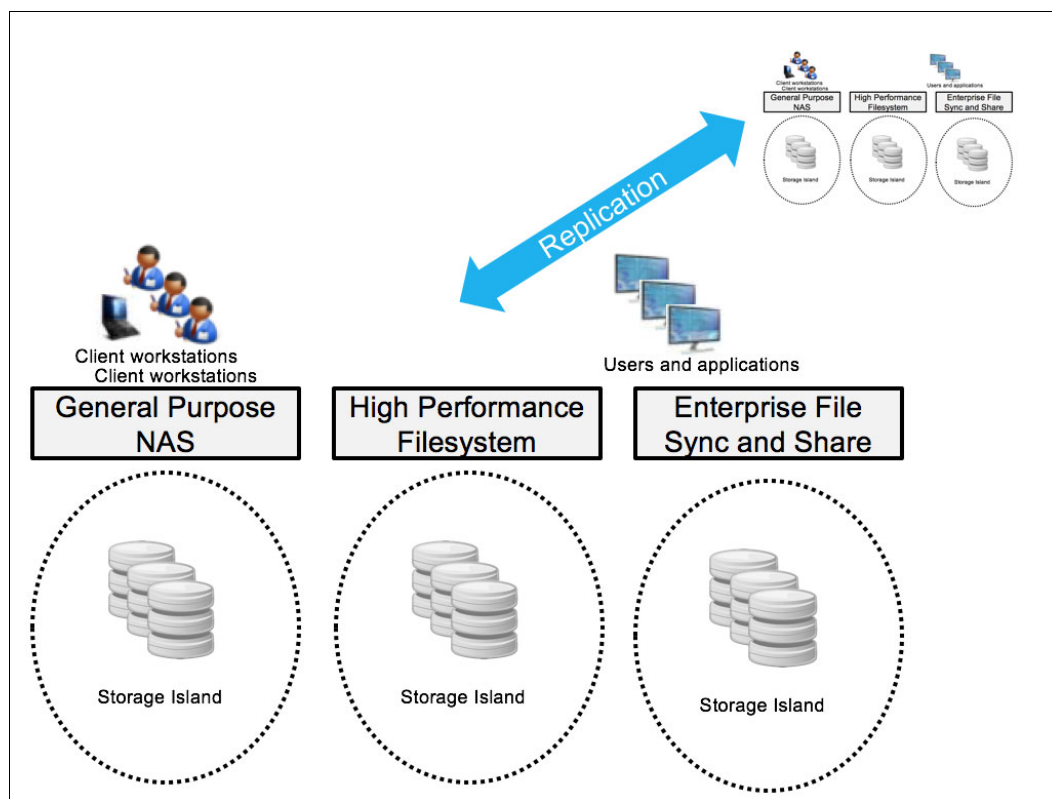 Client workstations
Client workstations
Users and applications
General Purpose
NAS
High Performance
Filesystem
Enterprise File
Sync and Share
Storage Island
Storage Island
Storage Island
Replication
Client workstations
Client workstations
Users and applications
General Purpose
NAS
High Performance
Filesystem
Enterprise File
Sync and Share
Storage Island
Storage Island
Storage Island